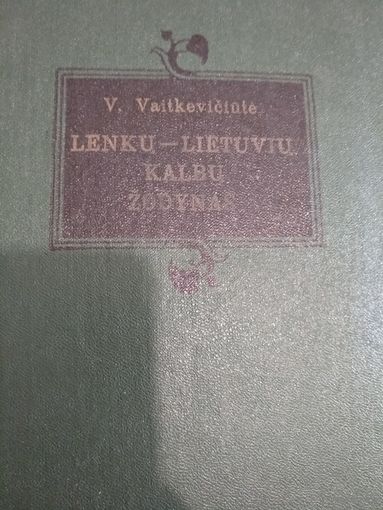 V. Vaitkevičiūtė
LENKŲ—LIETUVIŲ
KALBŲ
ŽODYNAS